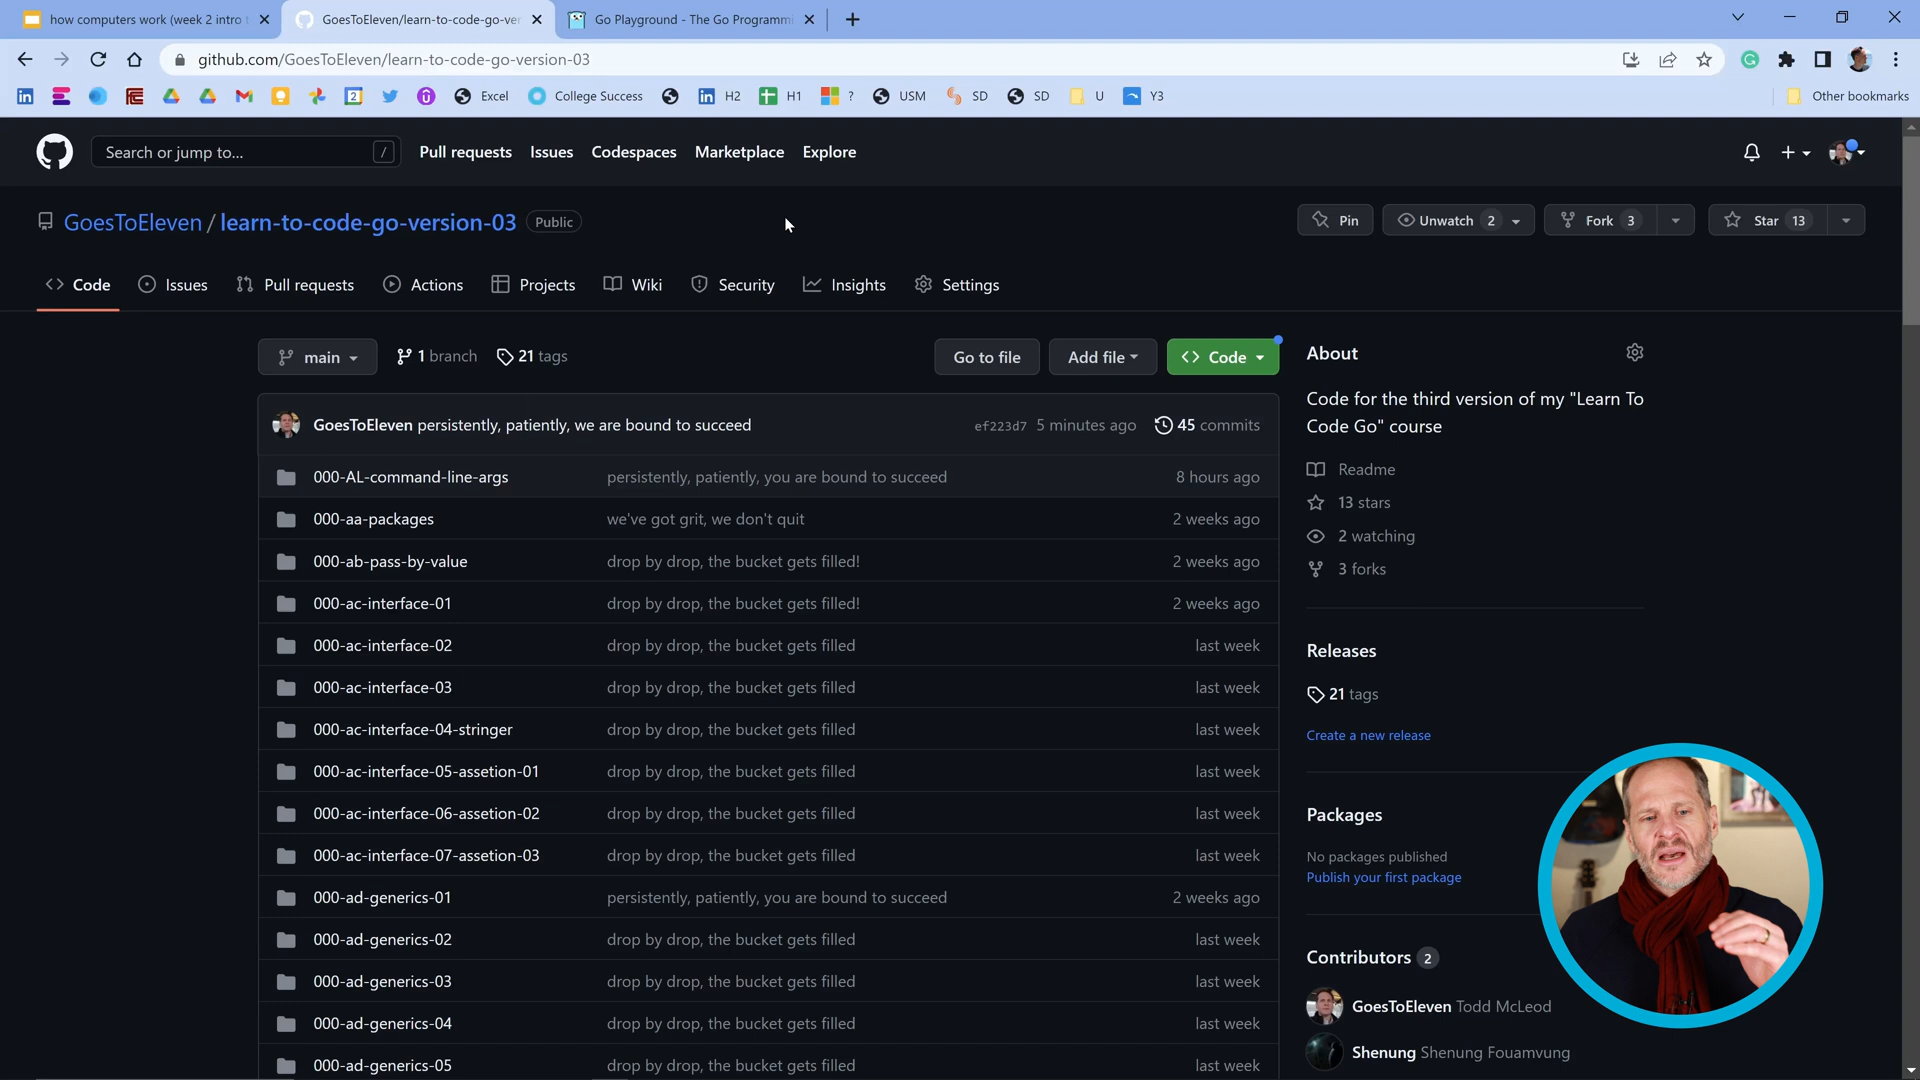 how computers work (week 2 intro t
GoesToEleven/learn-to-code-go-ver
Go Playground - The Go Programmi
github.com/GoesToEleven/learn-to-code-go-version-03
Excel
College Success
H2
H1
?
USM
SD
SD
U
Y3
Other bookmarks
Search or jump to...
/
Pull requests
Issues
Codespaces
Marketplace
Explore
GoesToEleven / learn-to-code-go-version-03
Public
Pin
Unwatch 2
Fork 3
Star 13
Code
Issues
Pull requests
Actions
Projects
Wiki
Security
Insights
Settings
main
1 branch
21 tags
Go to file
Add file
Code
GoesToEleven persistently, patiently, we are bound to succeed
ef223d7 5 minutes ago
45 commits
000-AL-command-line-args persistently, patiently, you are bound to succeed 8 hours ago
000-aa-packages we've got grit, we don't quit 2 weeks ago
000-ab-pass-by-value drop by drop, the bucket gets filled! 2 weeks ago
000-ac-interface-01 drop by drop, the bucket gets filled! 2 weeks ago
000-ac-interface-02 drop by drop, the bucket gets filled last week
000-ac-interface-03 drop by drop, the bucket gets filled last week
000-ac-interface-04-stringer drop by drop, the bucket gets filled last week
000-ac-interface-05-assetion-01 drop by drop, the bucket gets filled last week
000-ac-interface-06-assetion-02 drop by drop, the bucket gets filled last week
000-ac-interface-07-assetion-03 drop by drop, the bucket gets filled last week
000-ad-generics-01 persistently, patiently, you are bound to succeed 2 weeks ago
000-ad-generics-02 drop by drop, the bucket gets filled last week
000-ad-generics-03 drop by drop, the bucket gets filled last week
000-ad-generics-04 drop by drop, the bucket gets filled last week
000-ad-generics-05 drop by drop, the bucket gets filled last week
About
Code for the third version of my "Learn To
Code Go" course
Readme
13 stars
2 watching
3 forks
Releases
21 tags
Create a new release
Packages
No packages published
Publish your first package
Contributors 2
GoesToEleven Todd McLeod
Shenung Shenung Fouamvung